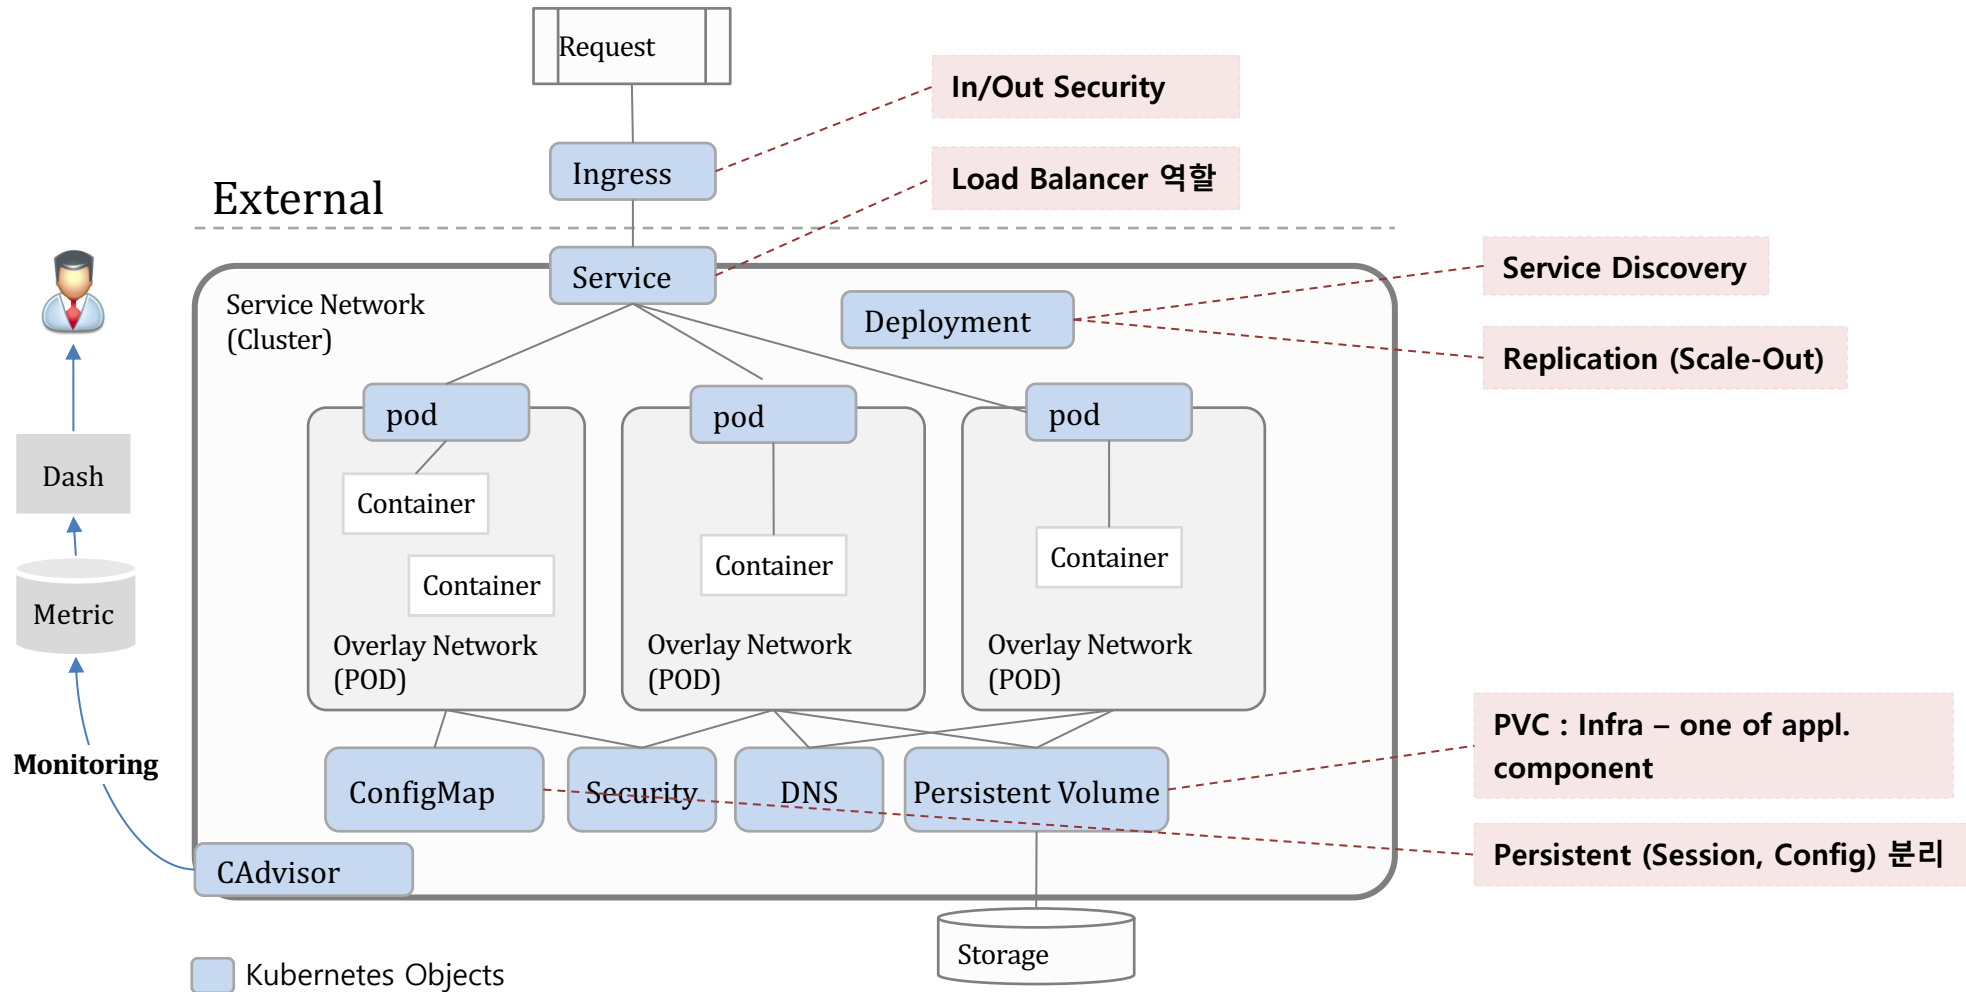 Request
In/Out Security
Ingress
Load Balancer 역할
External
Service
Service Discovery
Service Network
(Cluster)
Deployment
Replication (Scale-Out)
pod
pod
pod
Dash
Container
Container
Container
Container
Metric
Overlay Network
(POD)
Overlay Network
(POD)
Overlay Network
(POD)
PVC : Infra – one of appl.
component
Monitoring
ConfigMap
Security
DNS
Persistent Volume
Persistent (Session, Config) 분리
CAdvisor
Storage
Kubernetes Objects